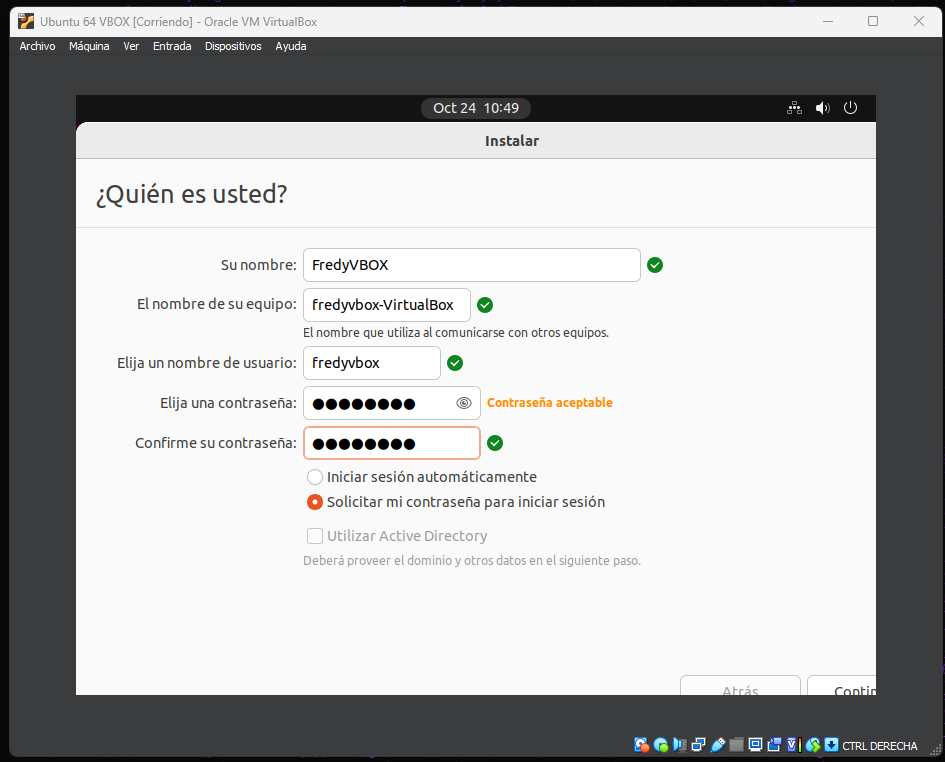 Ubuntu 64 VBOX [Corriendo] - Oracle VM VirtualBox
Archivo Máquina Ver Entrada Dispositivos Ayuda
Oct 24 10:49
Instalar
¿Quién es usted?
Su nombre: FredyVBOX
El nombre de su equipo: fredyvbox-VirtualBox
El nombre que utiliza al comunicarse con otros equipos.
Elija un nombre de usuario: fredyvbox
Elija una contraseña: ●●●●●●●● Contraseña aceptable
Confirme su contraseña: ●●●●●●●●
Iniciar sesión automáticamente
Solicitar mi contraseña para iniciar sesión
Utilizar Active Directory
Deberá proveer el dominio y otros datos en el siguiente paso.
Atrás Contin
CTRL DERECHA